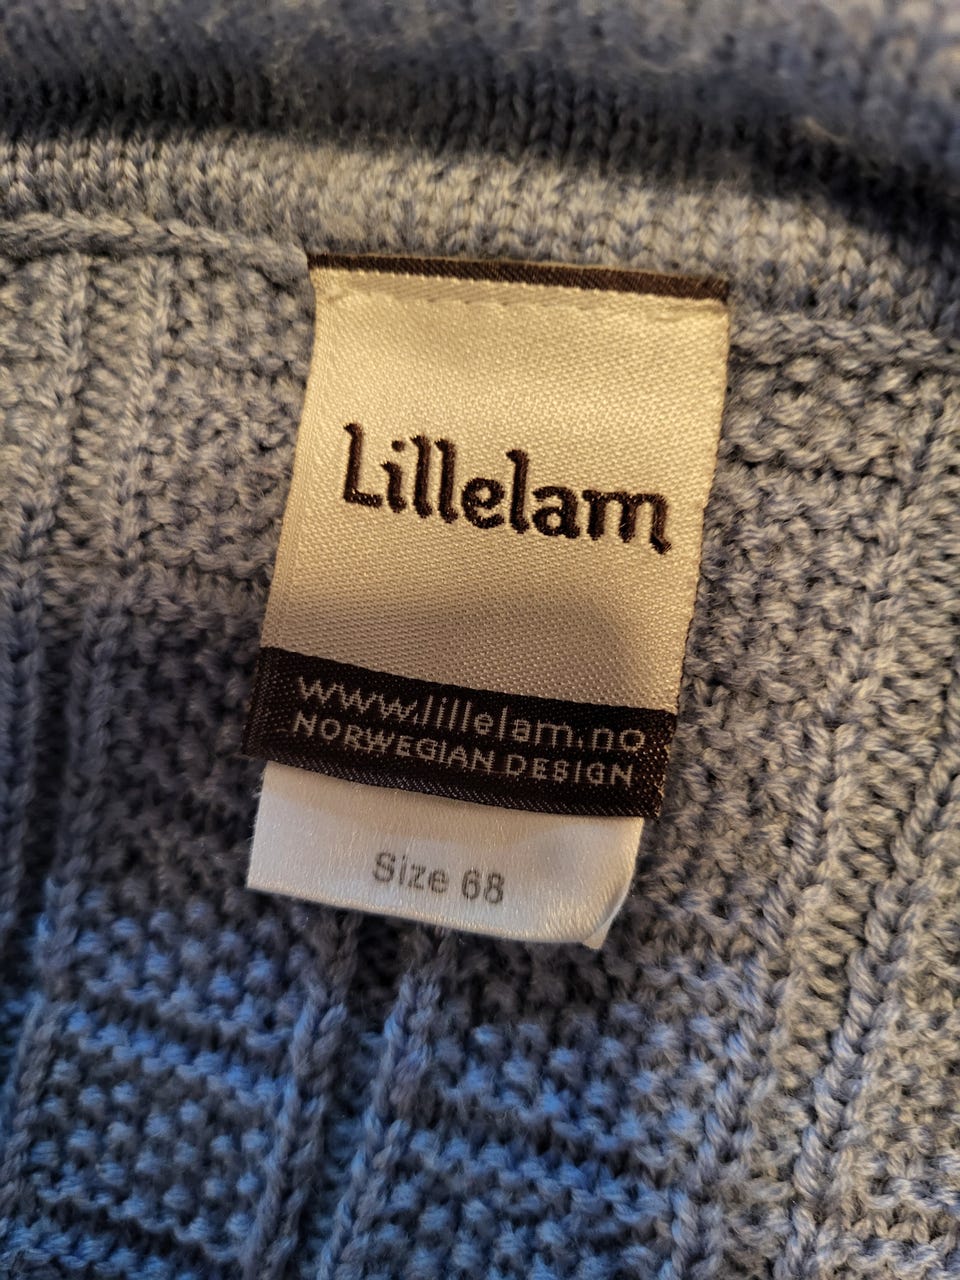 Lillelam
www.lillelam.no
NORWEGIAN DESIGN
Size 68